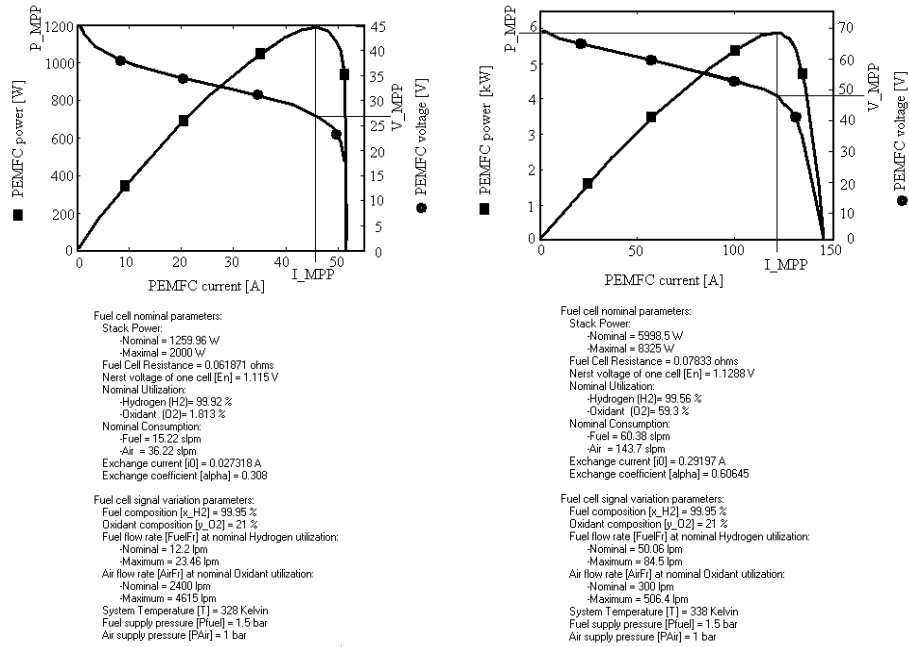 P_MPP
1200
1000
800
600
400
200
0
PEMFC power [W]
45
40
35
30
25
20
15
10
5
0
V_MPP
PEMFC voltage [V]
0
10
20
30
40
50
I_MPP
PEMFC current [A]
Fuel cell nominal parameters:
Stack Power:
-Nominal = 1259.96 W
-Maximal = 2000 W
Fuel Cell Resistance = 0.061871 ohms
Nerst voltage of one cell [En] = 1.115 V
Nominal Utilization:
-Hydrogen (H2)= 99.92 %
-Oxidant (O2)= 1.813 %
Nominal Consumption:
-Fuel = 15.22 slpm
-Air = 36.22 slpm
Exchange current [i0] = 0.027318 A
Exchange coefficient [alpha] = 0.308
Fuel cell signal variation parameters:
Fuel composition [x_H2] = 99.95 %
Oxidant composition [y_O2] = 21 %
Fuel flow rate [FuelFr] at nominal Hydrogen utilization:
-Nominal = 12.2 lpm
-Maximum = 23.46 lpm
Air flow rate [AirFr] at nominal Oxidant utilization:
-Nominal = 2400 lpm
-Maximum = 4615 lpm
System Temperature [T] = 328 Kelvin
Fuel supply pressure [Pfuel] = 1.5 bar
Air supply pressure [PAir] = 1 bar
P_MPP
6
5
4
3
2
1
0
PEMFC power [kW]
70
60
50
40
30
20
10
0
V_MPP
PEMFC voltage [V]
0
50
100
150
I_MPP
PEMFC current [A]
Fuel cell nominal parameters:
Stack Power:
-Nominal = 5998.5 W
-Maximal = 8325 W
Fuel Cell Resistance = 0.07833 ohms
Nerst voltage of one cell [En] = 1.1288 V
Nominal Utilization:
-Hydrogen (H2)= 99.56 %
-Oxidant (O2)= 59.3 %
Nominal Consumption:
-Fuel = 60.38 slpm
-Air = 143.7 slpm
Exchange current [i0] = 0.29197 A
Exchange coefficient [alpha] = 0.60645
Fuel cell signal variation parameters:
Fuel composition [x_H2] = 99.95 %
Oxidant composition [y_O2] = 21 %
Fuel flow rate [FuelFr] at nominal Hydrogen utilization:
-Nominal = 50.06 lpm
-Maximum = 84.5 lpm
Air flow rate [AirFr] at nominal Oxidant utilization:
-Nominal = 300 lpm
-Maximum = 506.4 lpm
System Temperature [T] = 338 Kelvin
Fuel supply pressure [Pfuel] = 1.5 bar
Air supply pressure [PAir] = 1 bar